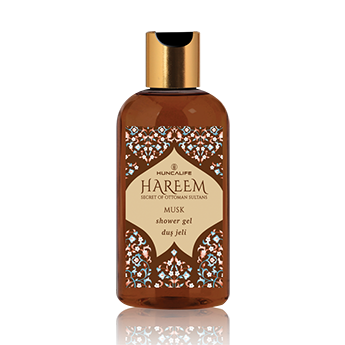 HUNCALIFE
HAREEM
SECRET OF OTTOMAN SULTANS
MUSK
shower gel
duş jeli